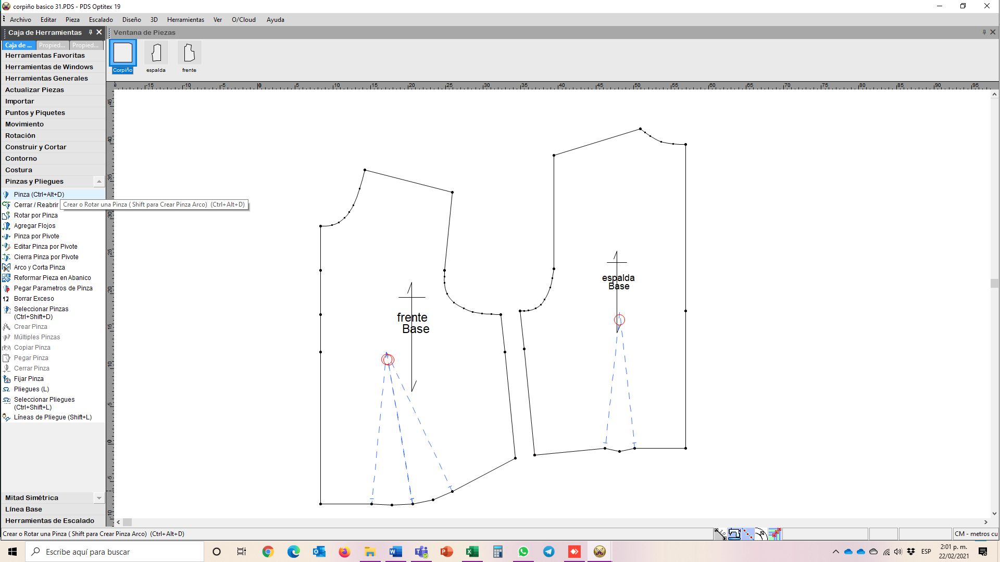 corpiño basico 31.PDS - PDS Optitex 19
Archivo Editar Pieza Escalado Diseño 3D Herramientas Ver O/Cloud Ayuda
Caja de Herramientas
Ventana de Piezas
Caja de ... Propied... Propied...
Herramientas Favoritas
Herramientas de Windows
Herramientas Generales
Actualizar Piezas
Importar
Puntos y Piquetes
Movimiento
Rotación
Construir y Cortar
Contorno
Costura
Pinzas y Pliegues
Pinza (Ctrl+Alt+D)
Cerrar / Reabrir
Crear o Rotar una Pinza ( Shift para Crear Pinza Arco) (Ctrl+Alt+D)
Rotar por Pinza
Agregar Flojos
Pinza por Pivote
Editar Pinza por Pivote
Cierra Pinza por Pivote
Arco y Corta Pinza
Reformar Pieza en Abanico
Pegar Parametros de Pinza
Borrar Exceso
Seleccionar Pinzas
(Ctrl+Shift+D)
Crear Pinza
Múltiples Pinzas
Copiar Pinza
Pegar Pinza
Cerrar Pinza
Fijar Pinza
Pliegues (L)
Seleccionar Pliegues
(Ctrl+Shift+L)
Líneas de Pliegue (Shift+L)
Mitad Simétrica
Línea Base
Herramientas de Escalado
Corpiño espalda frente
-15 -10 -5 0 5 10 15 20 25 30 35 40 45 50 55 60 65 70 75 80 85 90 95
45
40
35
30
25
20
15
10
5
0
-5
-10
espalda
Base
frente
Base
Crear o Rotar una Pinza ( Shift para Crear Pinza Arco) (Ctrl+Alt+D)
CM - metros cu
Escribe aquí para buscar
ESP
2:01 p. m.
22/02/2021